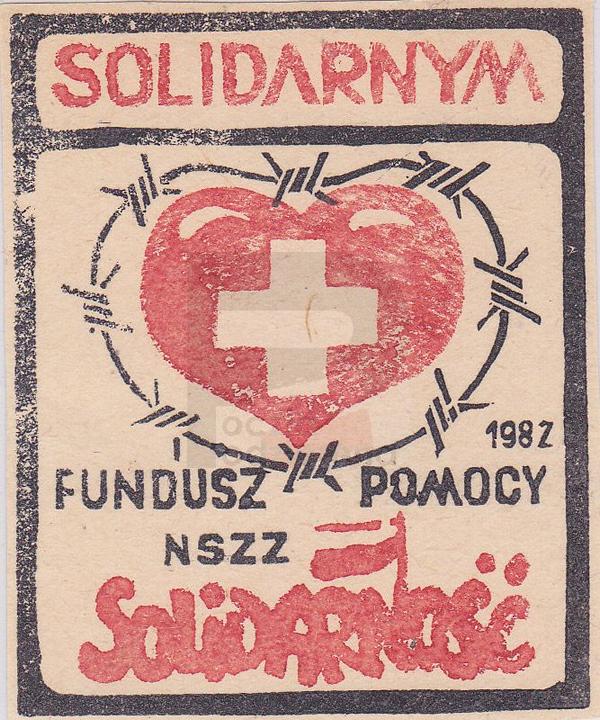 SOLIDARNYM
1982
FUNDUSZ POMOCY
NSZZ
SOLIDARNOŚĆ